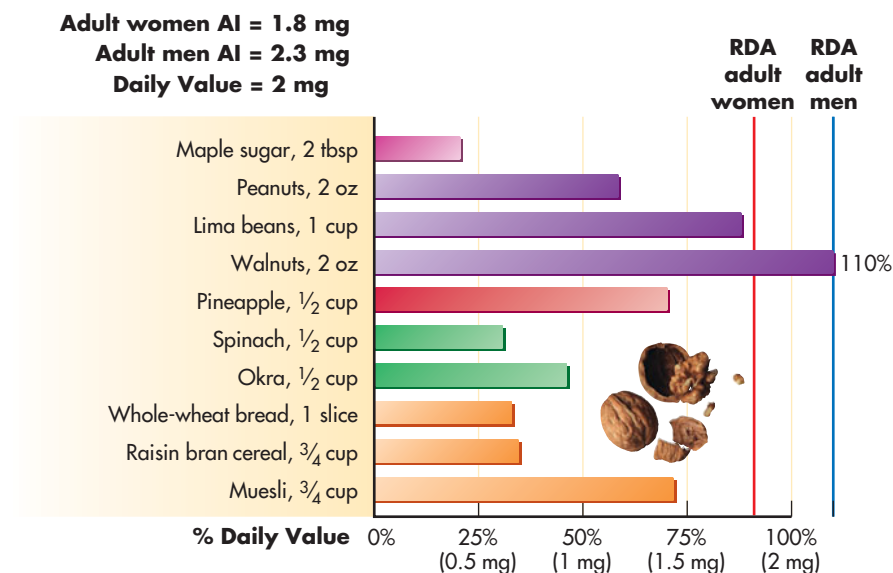 Adult women AI = 1.8 mg
Adult men AI = 2.3 mg
Daily Value = 2 mg
RDA
adult
women
RDA
adult
men
Maple sugar, 2 tbsp
Peanuts, 2 oz
Lima beans, 1 cup
Walnuts, 2 oz
110%
Pineapple, ½ cup
Spinach, ½ cup
Okra, ½ cup
Whole-wheat bread, 1 slice
Raisin bran cereal, ¾ cup
Muesli, ¾ cup
% Daily Value 0% 25% 50% 75% 100%
(0.5 mg) (1 mg) (1.5 mg) (2 mg)